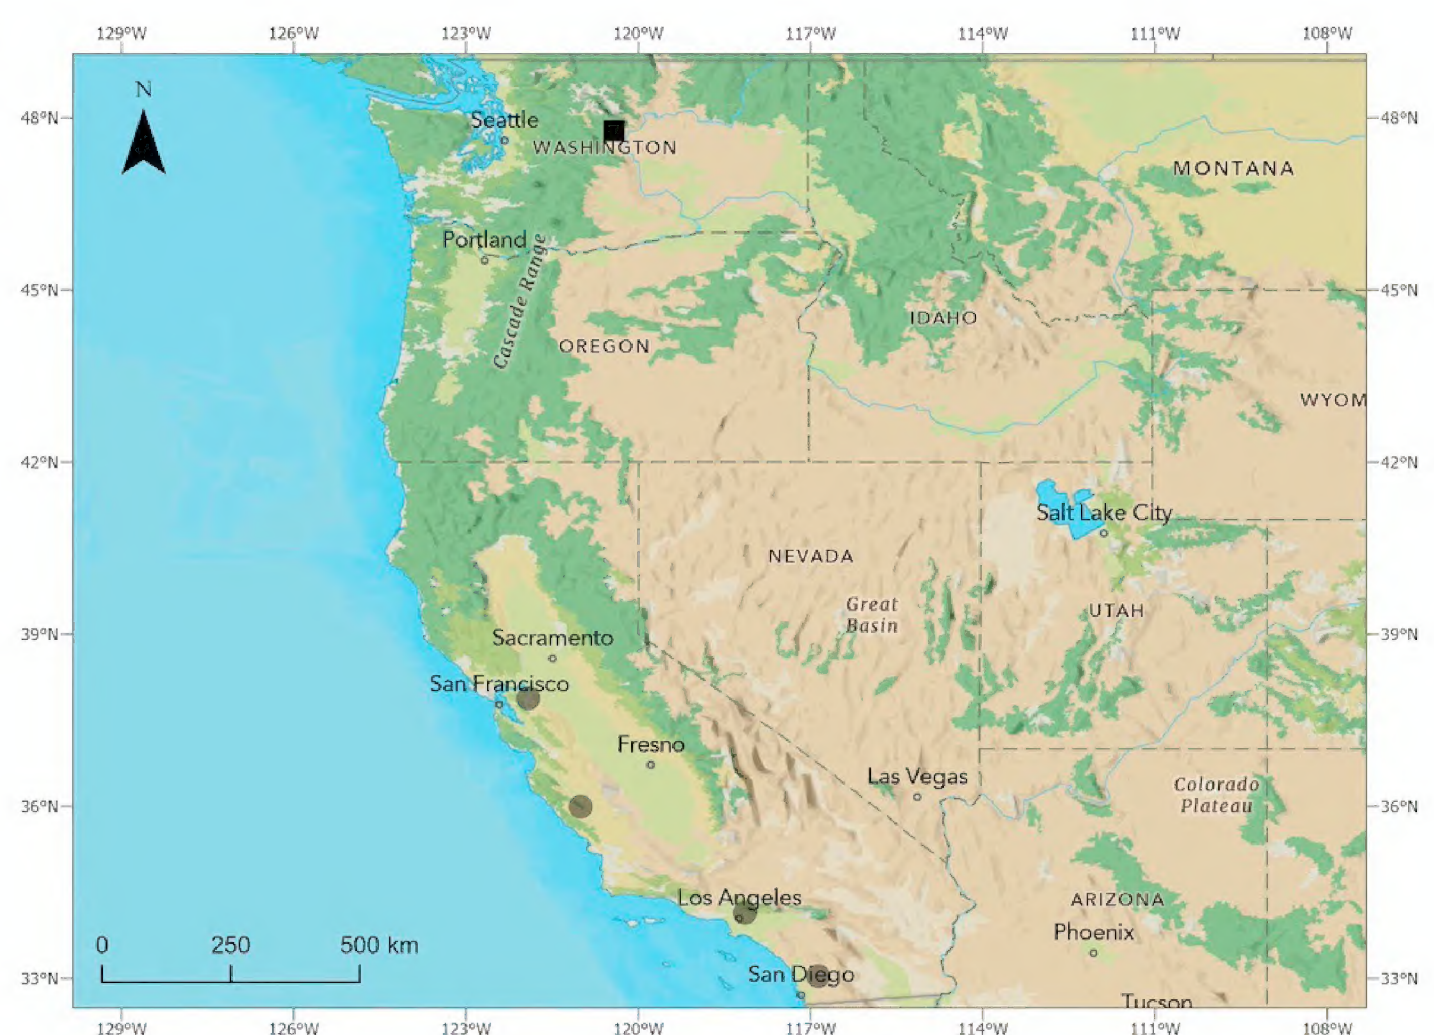 129°W 126°W 123°W 120°W 117°W 114°W 111°W 108°W
N
48°N 48°N
Seattle
WASHINGTON
MONTANA
Portland
Cascade Range
45°N 45°N
IDAHO
OREGON
WYOM
42°N 42°N
Salt Lake City
NEVADA
Great
Basin
UTAH
39°N 39°N
Sacramento
San Francisco
Fresno
Las Vegas
Colorado
Plateau
36°N 36°N
Los Angeles
ARIZONA
Phoenix
0 250 500 km
San Diego
33°N 33°N
Tucson
129°W 126°W 123°W 120°W 117°W 114°W 111°W 108°W